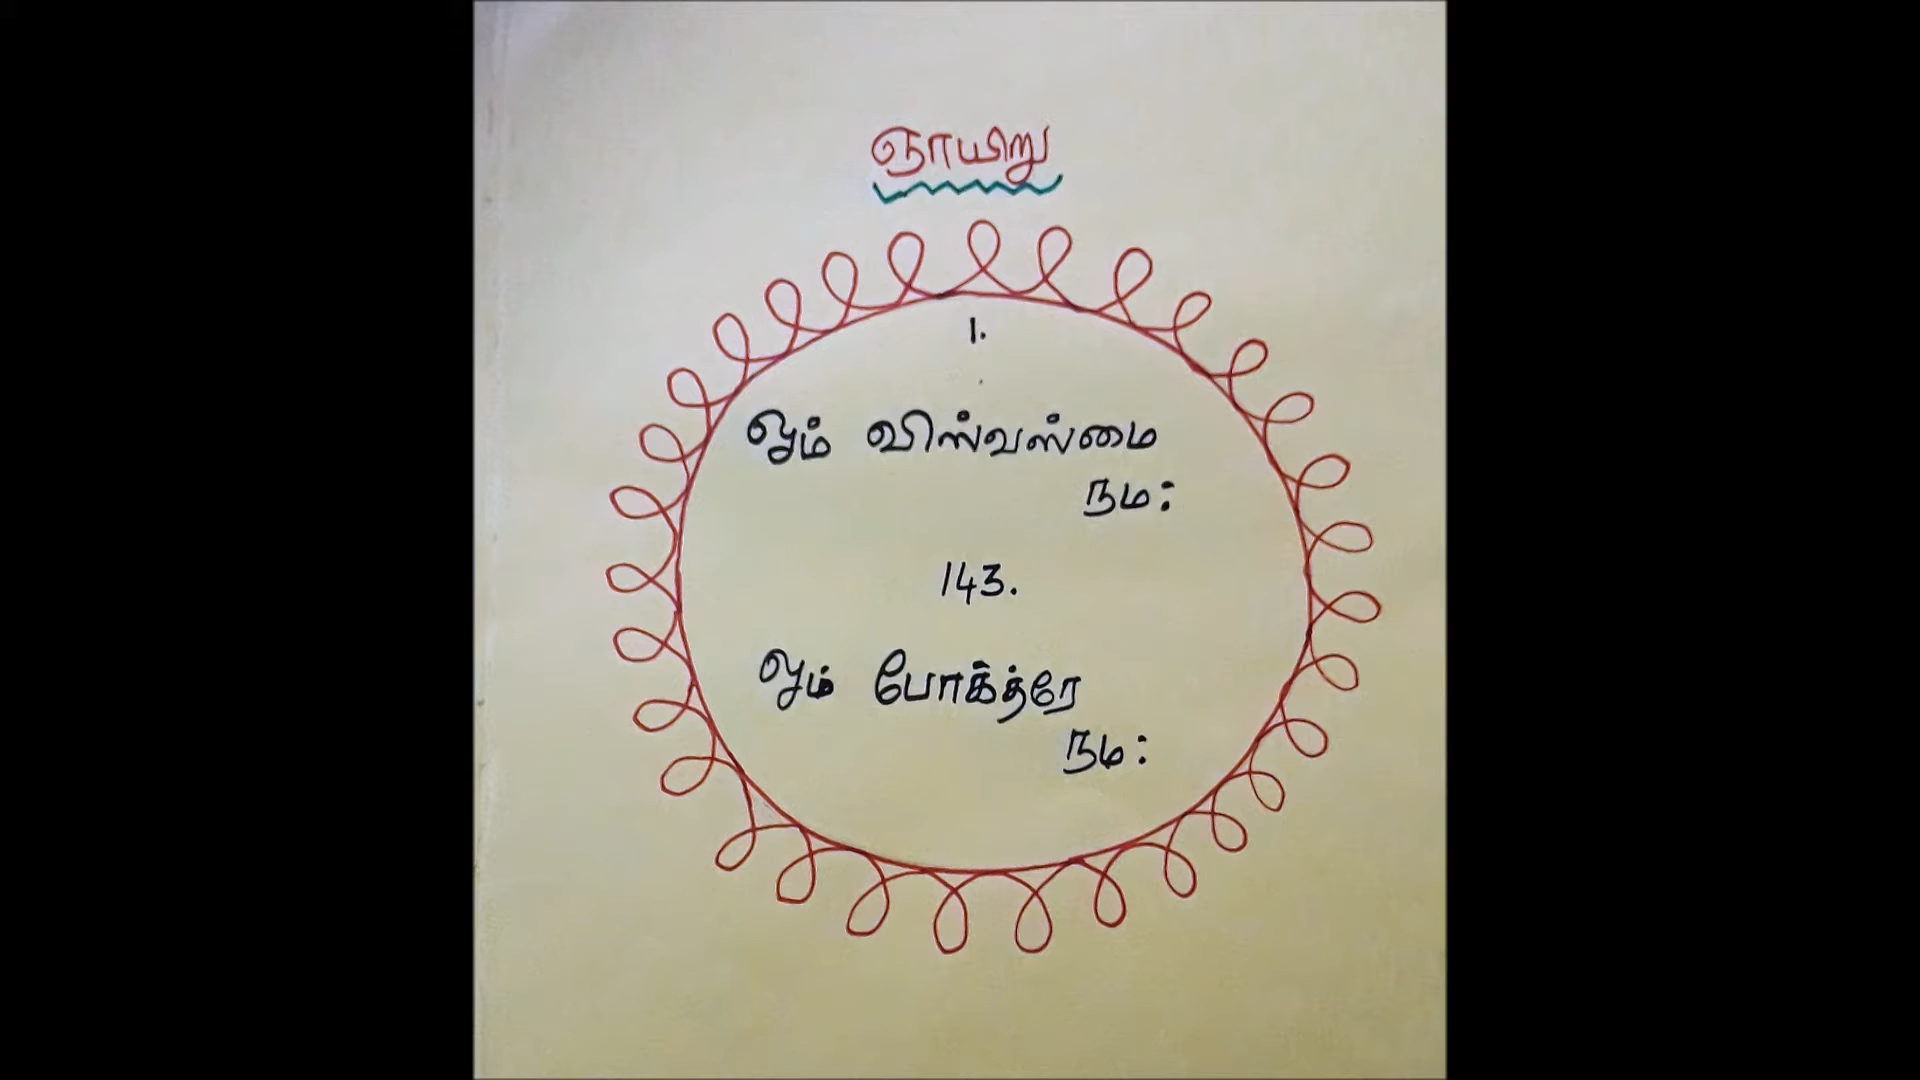 ஞாயிறு
1.
ஓம் விஸ்வஸ்மை
நம:
143.
ஓம் போக்த்ரே
நம: